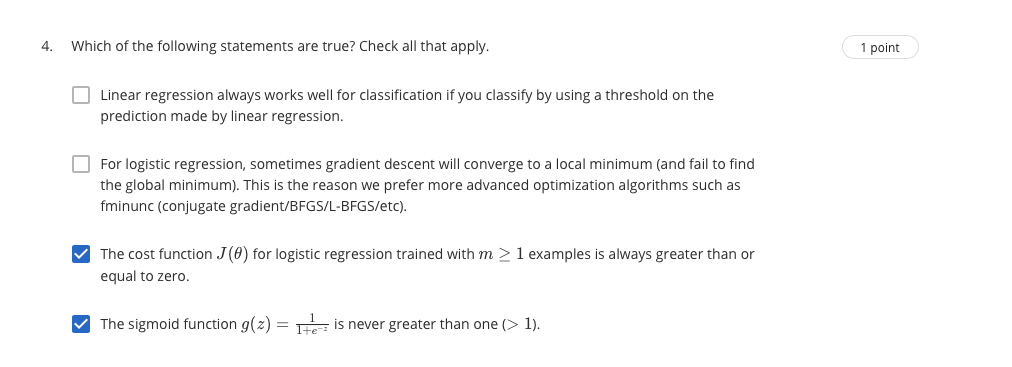 4. Which of the following statements are true? Check all that apply.
1 point
Linear regression always works well for classification if you classify by using a threshold on the
prediction made by linear regression.
For logistic regression, sometimes gradient descent will converge to a local minimum (and fail to find
the global minimum). This is the reason we prefer more advanced optimization algorithms such as
fminunc (conjugate gradient/BFGS/L-BFGS/etc).
The cost function J(θ) for logistic regression trained with m ≥ 1 examples is always greater than or
equal to zero.
The sigmoid function g(z) = 1/(1+e^{-z}) is never greater than one (> 1).